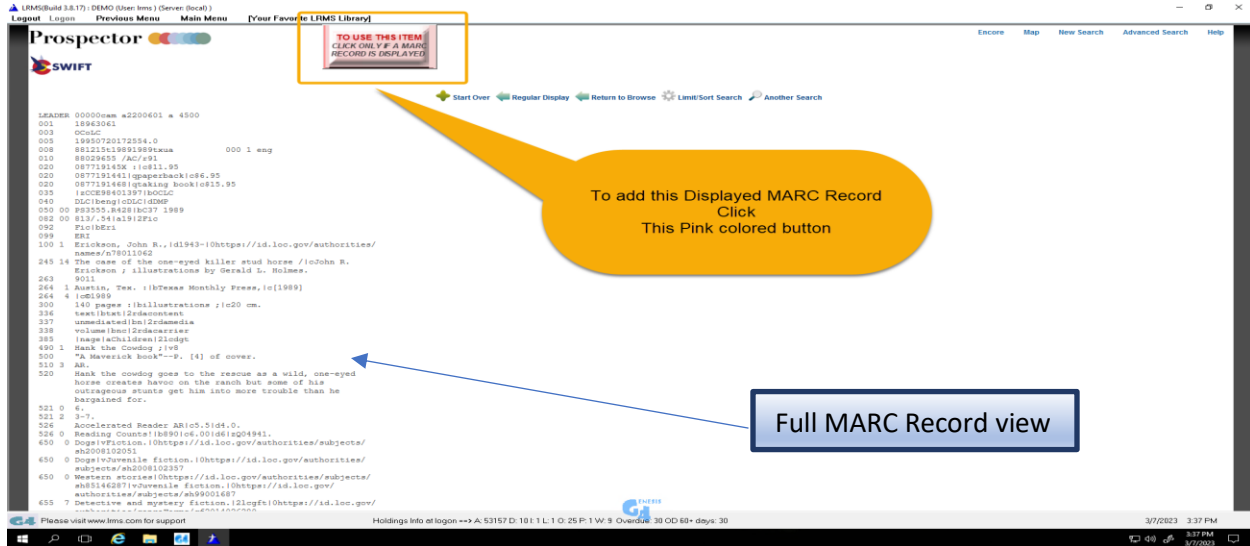 LRMS(Build 3.8.17) : DEMO (User: lrms ) (Server: (local) )
Logout Logon Previous Menu Main Menu [Your Favorite LRMS Library]
Prospector
TO USE THIS ITEM
CLICK ONLY IF A MARC
RECORD IS DISPLAYED
Encore Map New Search Advanced Search Help
SWIFT
Start Over Regular Display Return to Browse Limit/Sort Search Another Search
LEADER 00000cam a2200601 a 4500
001 18963061
003 OCoLC
005 19950720172554.0
008 881215t19891989txua 000 1 eng
010 88029655 /AC/r91
020 087719145X :|c$11.95
020 0877191441|qpaperback|c$6.95
020 0877191468|qtaking book|c$15.95
035 |zCCE98401397|bOCLC
040 DLC|beng|cDLC|dDMP
050 00 PS3555.R428|bC37 1989
082 00 813/.54|a19|2Fic
092 Fic|bEri
099 ERI
100 1 Erickson, John R.,|d1943-|0https://id.loc.gov/authorities/
names/n78011062
245 14 The case of the one-eyed killer stud horse /|cJohn R.
Erickson ; illustrations by Gerald L. Holmes.
263 9011
264 1 Austin, Tex. :|bTexas Monthly Press,|c[1989]
264 4 |c©1989
300 140 pages :|billustrations ;|c20 cm.
336 text|btxt|2rdacontent
337 unmediated|bn|2rdamedia
338 volume|bnc|2rdacarrier
385 |nage|aChildren|2lcdgt
490 1 Hank the Cowdog ;|v8
500 "A Maverick book"--P. [4] of cover.
510 3 AR.
520 Hank the cowdog goes to the rescue as a wild, one-eyed
horse creates havoc on the ranch but some of his
outrageous stunts get him into more trouble than he
bargained for.
521 0 6.
521 2 3-7.
526 Accelerated Reader AR|c5.5|d4.0.
526 0 Reading Counts!|b890|c6.00|d6|zQ04941.
650 0 Dogs|vFiction.|0https://id.loc.gov/authorities/subjects/
sh2008102051
650 0 Dogs|vJuvenile fiction.|0https://id.loc.gov/authorities/
subjects/sh2008102357
650 0 Western stories|0https://id.loc.gov/authorities/subjects/
sh85146287|vJuvenile fiction.|0https://id.loc.gov/
authorities/subjects/sh99001687
655 7 Detective and mystery fiction.|2lcgft|0https://id.loc.gov/
To add this Displayed MARC Record
Click
This Pink colored button
Full MARC Record view
GENESIS
G4
G4 Please visit www.lrms.com for support Holdings Info at logon ==> A: 53157 D: 10 I: 1 L: 1 O: 25 P: 1 W: 9 Overdue: 30 OD 60+ days: 30 3/7/2023 3:37 PM
3:37 PM
3/7/2023